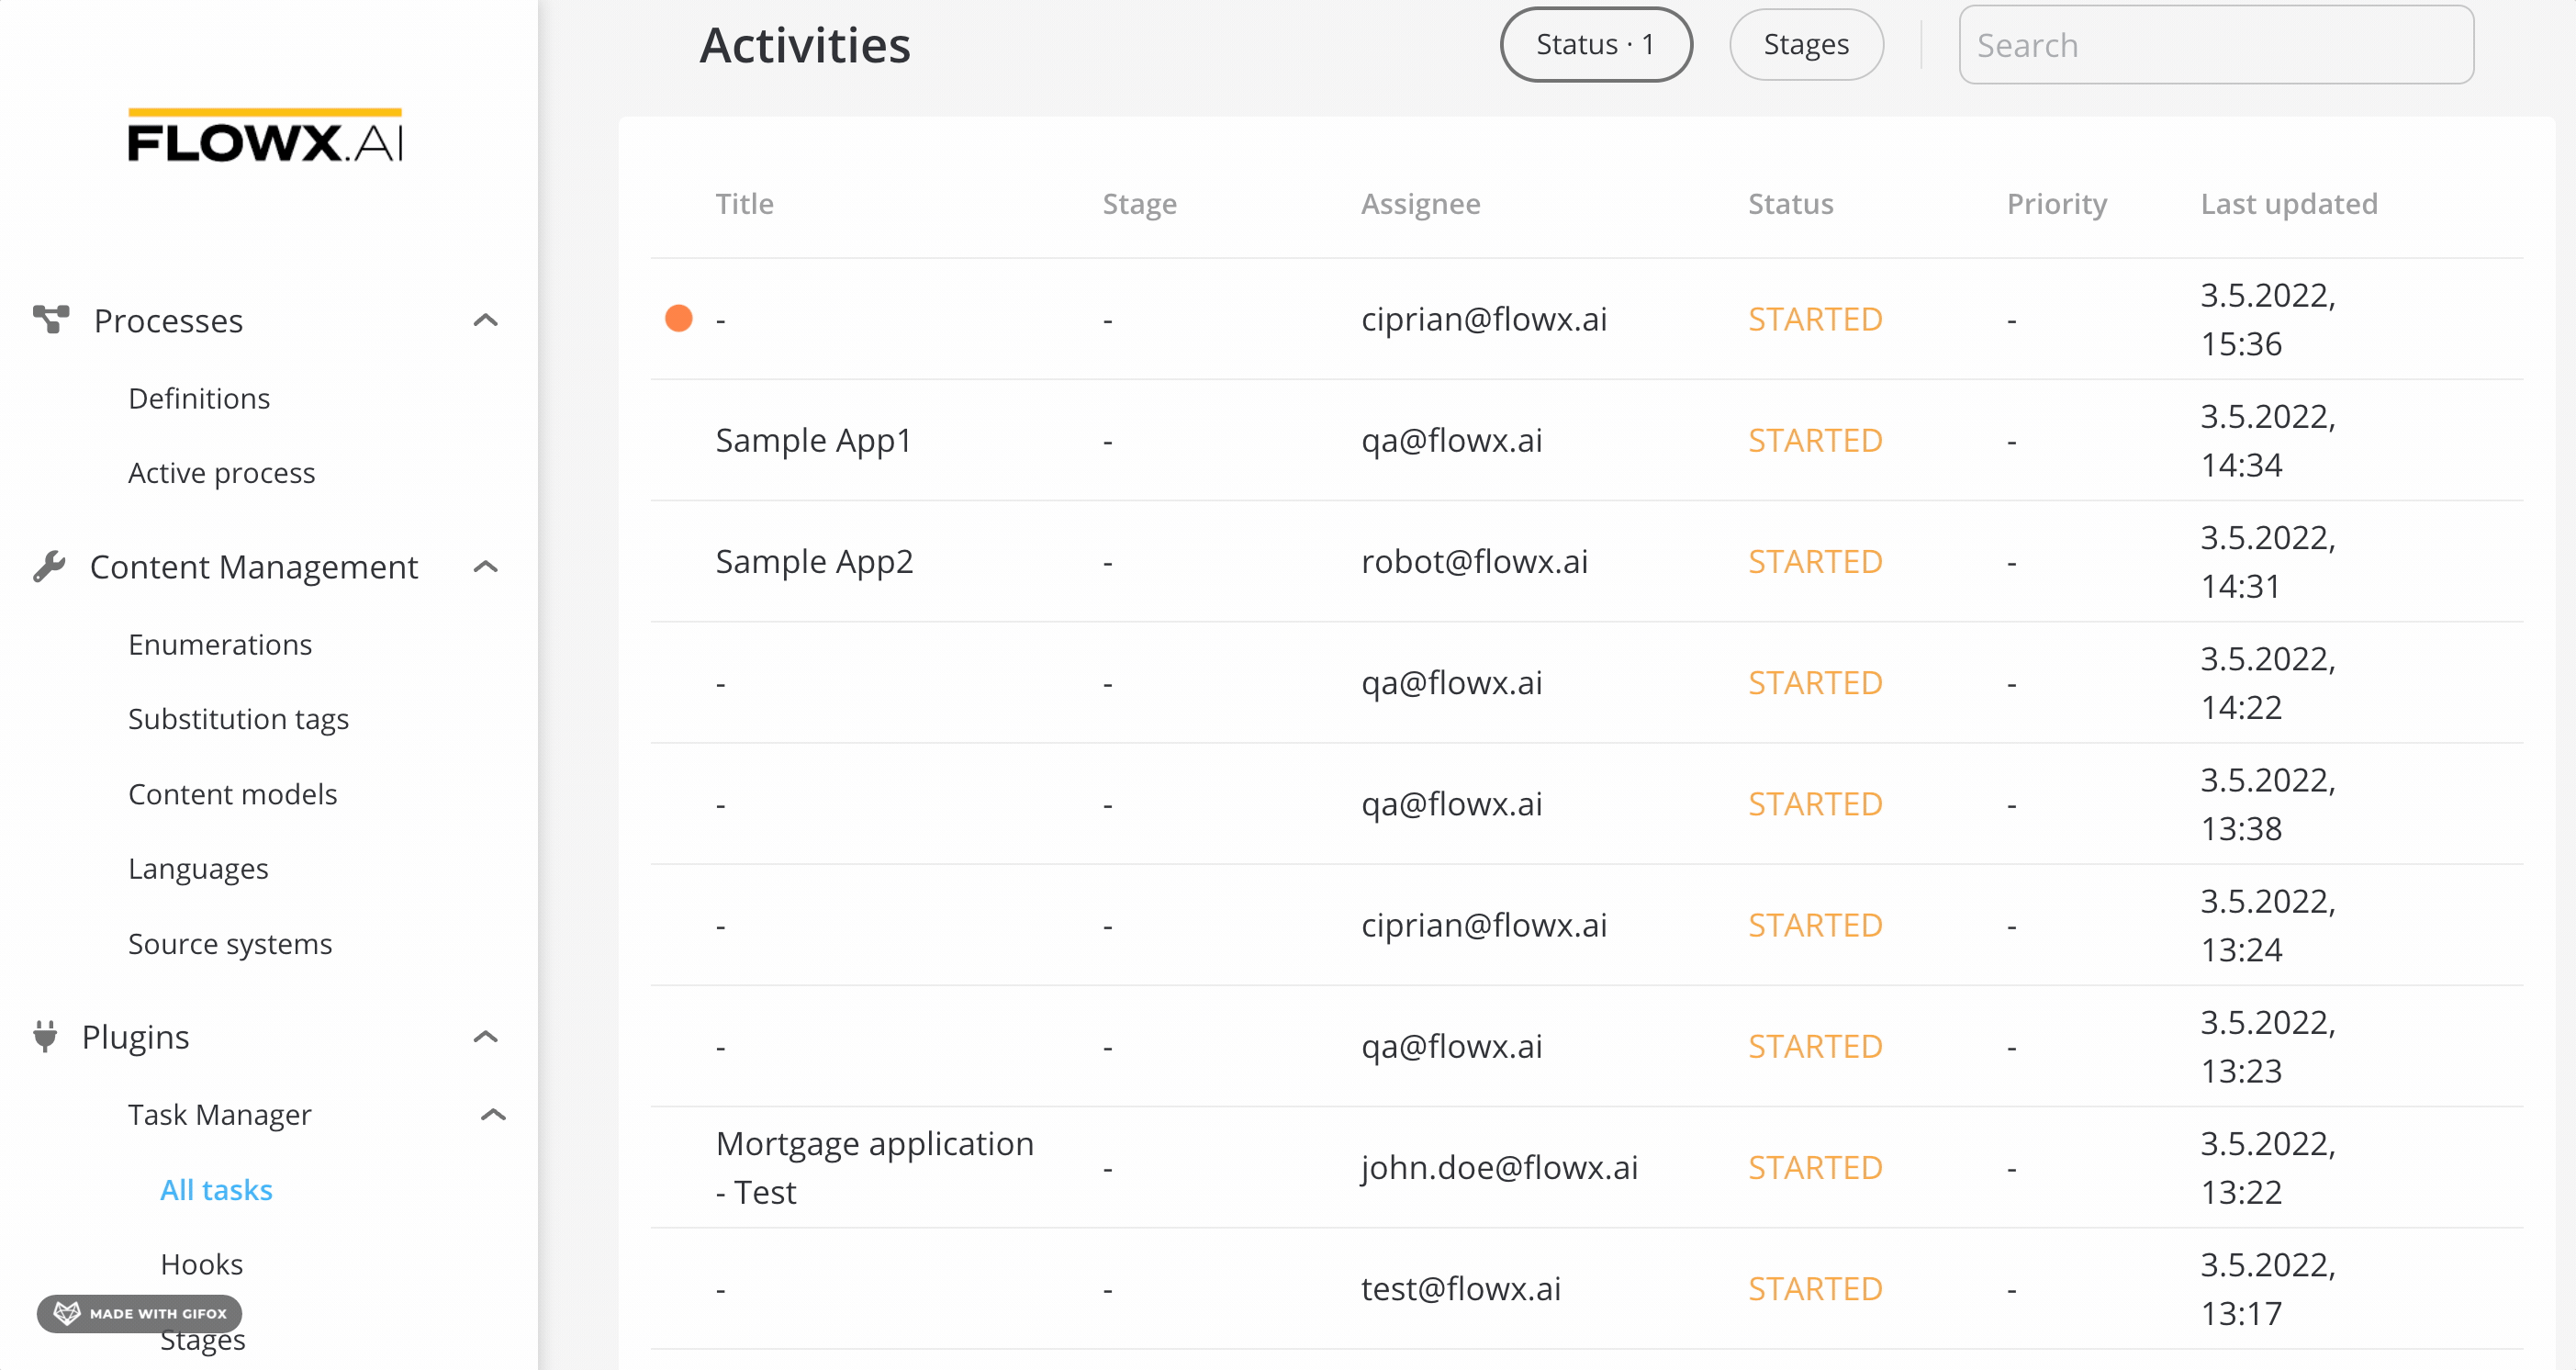 FLOWX.AI
Processes
Definitions
Active process
Content Management
Enumerations
Substitution tags
Content models
Languages
Source systems
Plugins
Task Manager
All tasks
Hooks
MADE WITH GIFOX
Stages
Activities
Status · 1
Stages
Search
Title Stage Assignee Status Priority Last updated
- - ciprian@flowx.ai STARTED - 3.5.2022,
15:36
Sample App1 - qa@flowx.ai STARTED - 3.5.2022,
14:34
Sample App2 - robot@flowx.ai STARTED - 3.5.2022,
14:31
- - qa@flowx.ai STARTED - 3.5.2022,
14:22
- - qa@flowx.ai STARTED - 3.5.2022,
13:38
- - ciprian@flowx.ai STARTED - 3.5.2022,
13:24
- - qa@flowx.ai STARTED - 3.5.2022,
13:23
Mortgage application
- Test - john.doe@flowx.ai STARTED - 3.5.2022,
13:22
- - test@flowx.ai STARTED - 3.5.2022,
13:17